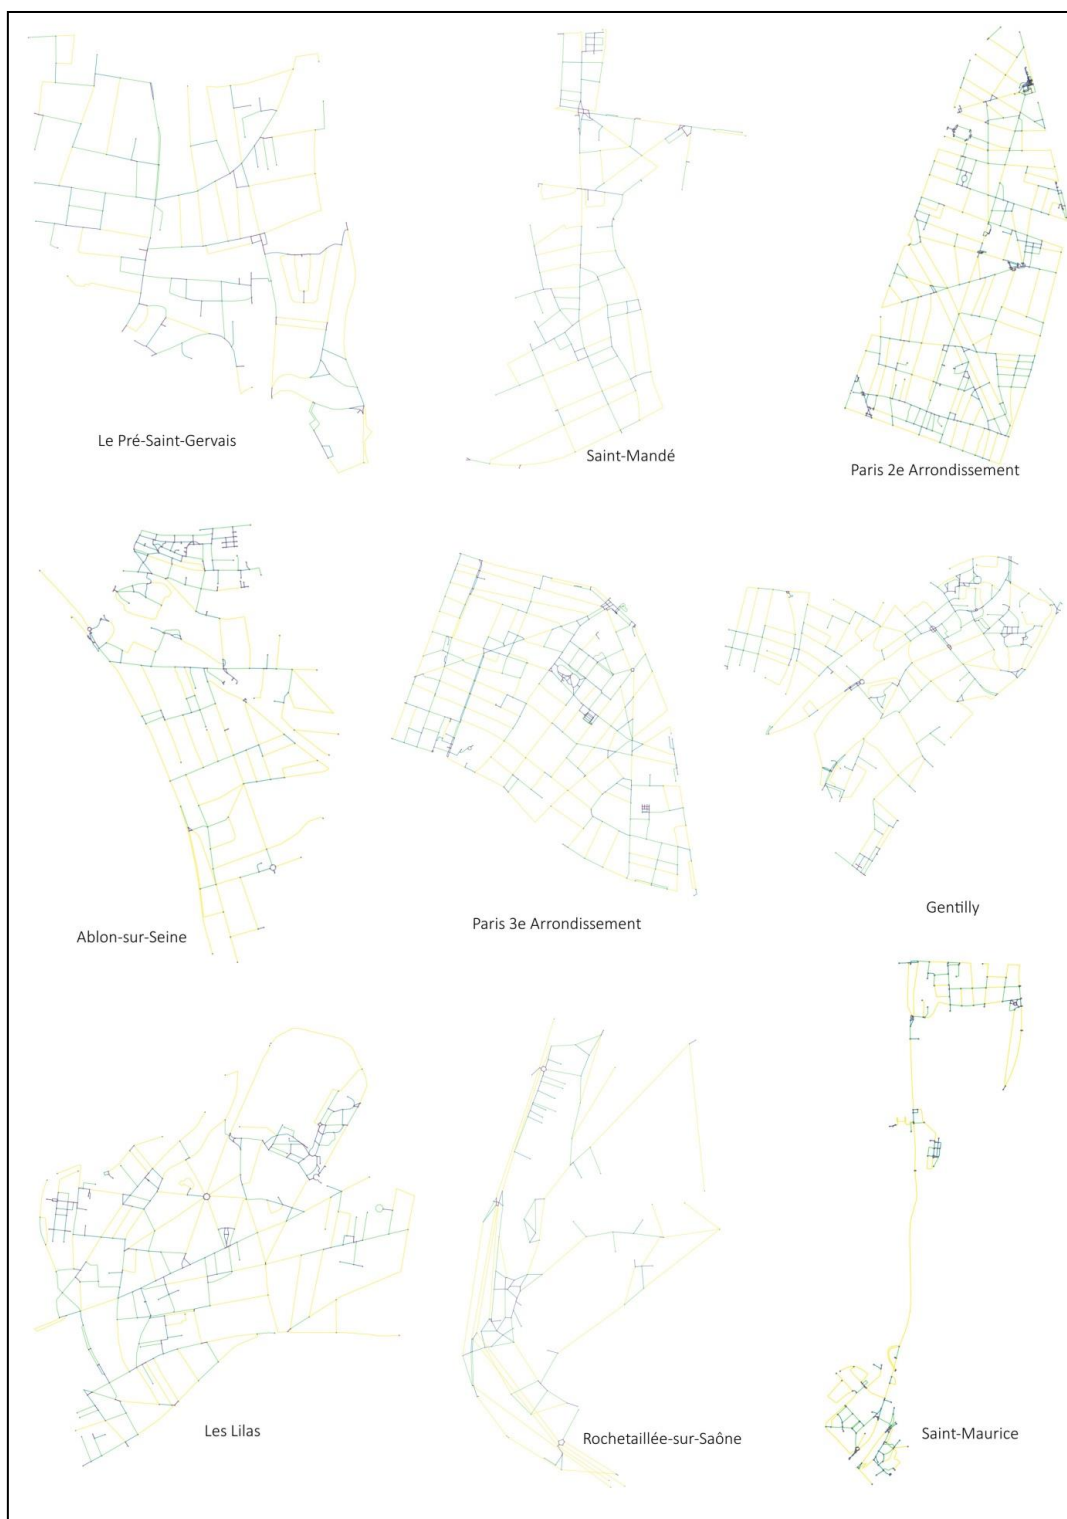 Le Pré-Saint-Gervais
Saint-Mandé
Paris 2e Arrondissement
Ablon-sur-Seine
Paris 3e Arrondissement
Gentilly
Les Lilas
Rochetaillée-sur-Saône
Saint-Maurice